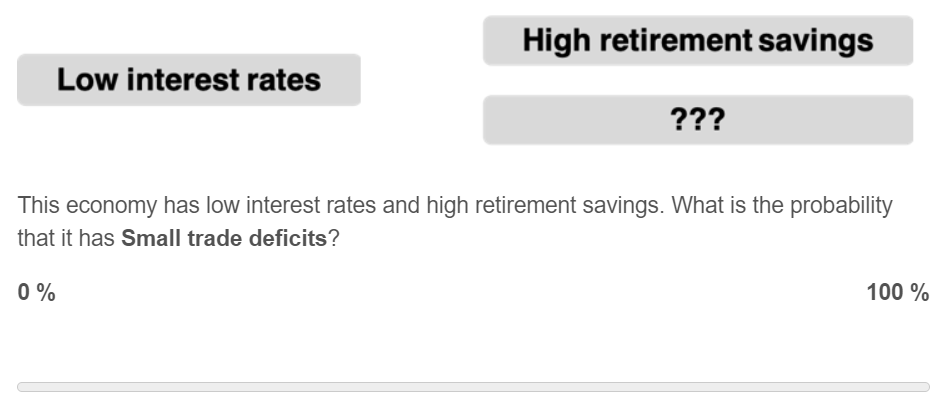 High retirement savings
Low interest rates
???
This economy has low interest rates and high retirement savings. What is the probability
that it has Small trade deficits?
0 %
100 %